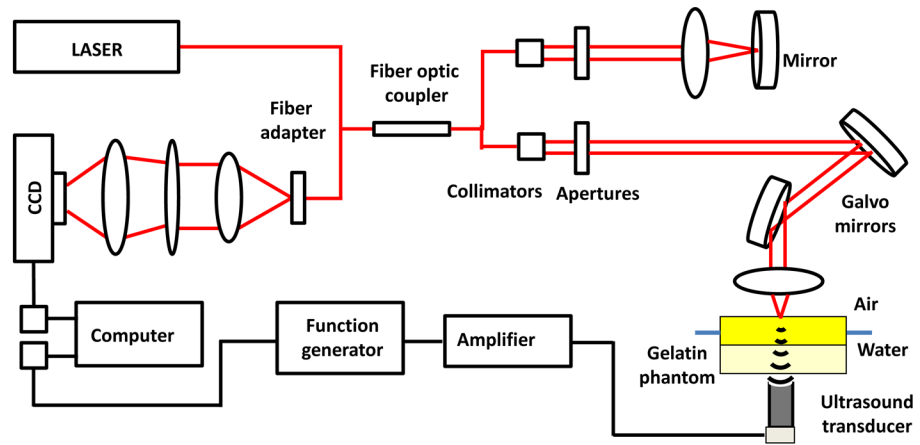 LASER
Fiber optic
coupler
Mirror
Fiber
adapter
CCD
Collimators
Apertures
Galvo
mirrors
Computer
Function
generator
Amplifier
Air
Water
Gelatin
phantom
Ultrasound
transducer